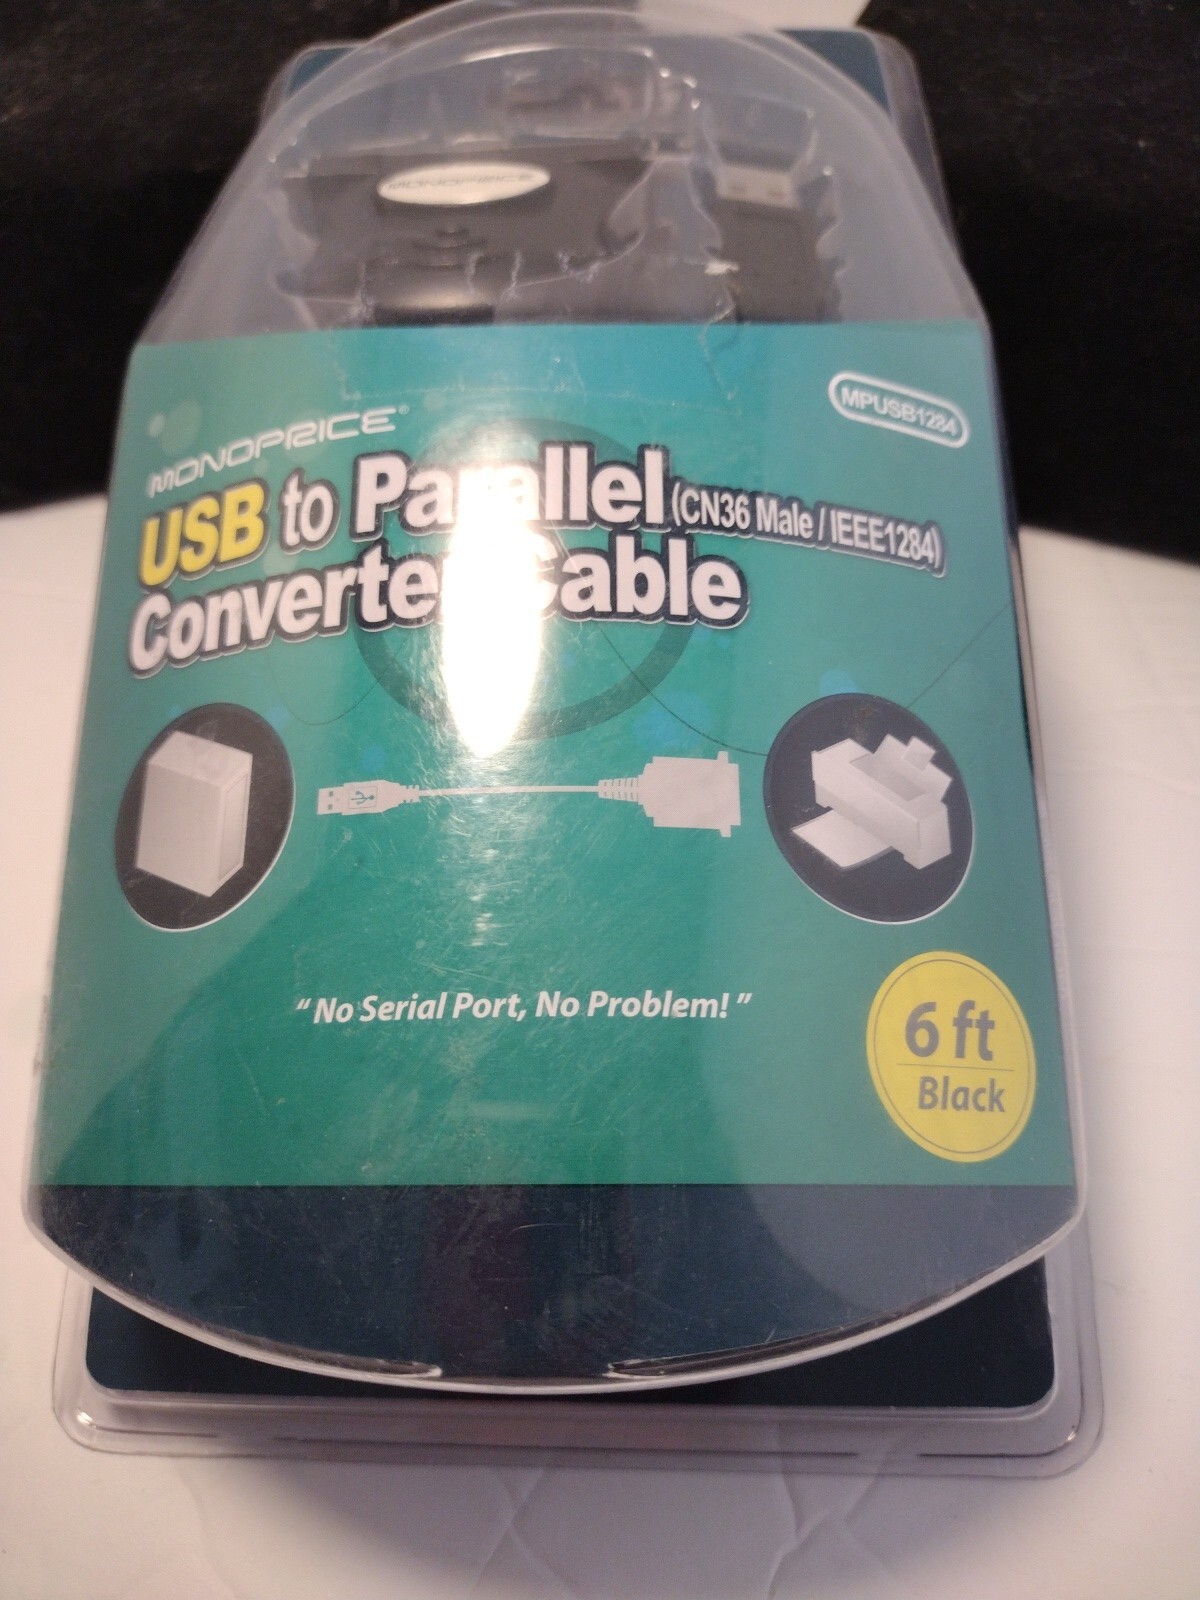 MONOPRICE
MPUSB1284
MONOPRICE®
USB to Parallel (CN36 Male / IEEE1284)
Converter Cable
"No Serial Port, No Problem!"
6 ft
Black